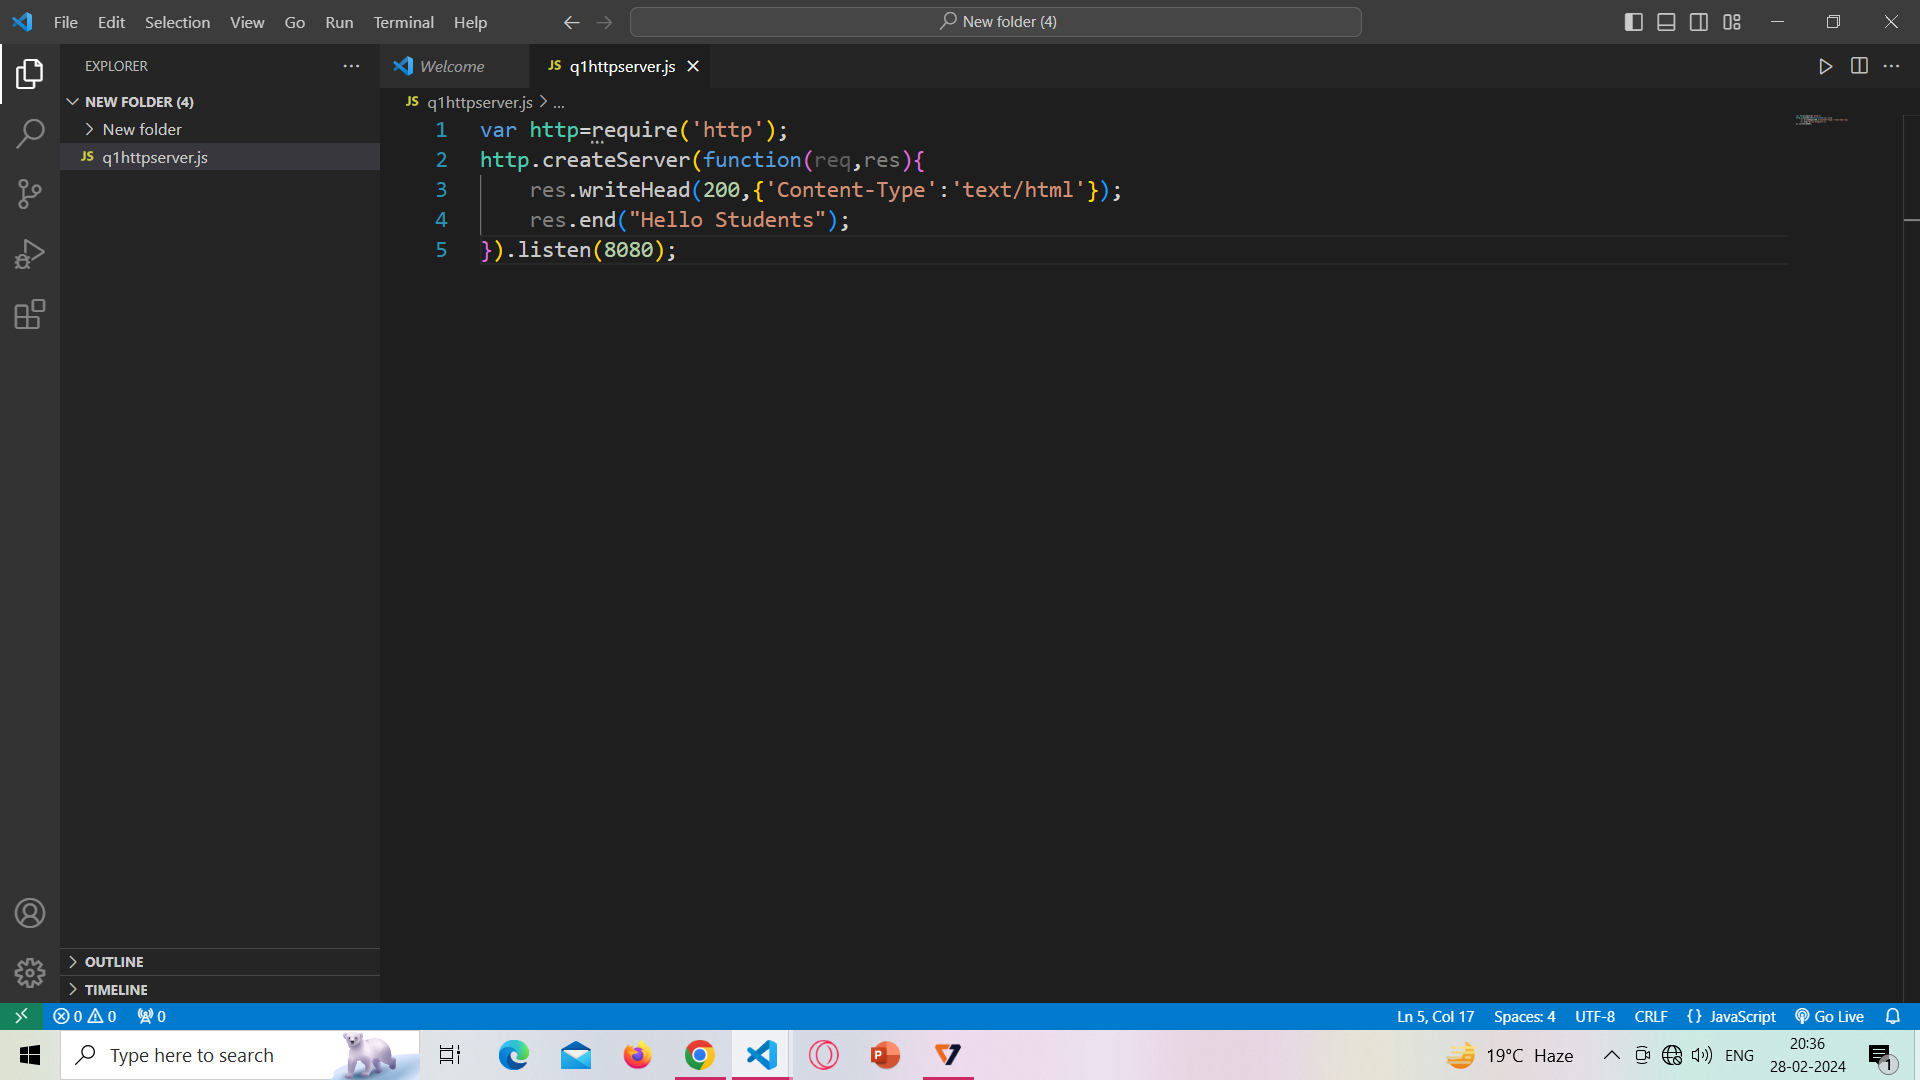 File Edit Selection View Go Run Terminal Help
New folder (4)
EXPLORER
Welcome
JS q1httpserver.js
NEW FOLDER (4)
New folder
JS q1httpserver.js
JS q1httpserver.js > ...
1 var http=require('http');
2 http.createServer(function(req,res){
3 res.writeHead(200,{'Content-Type':'text/html'});
4 res.end("Hello Students");
5 }).listen(8080);
OUTLINE
TIMELINE
0 0 0
Ln 5, Col 17 Spaces: 4 UTF-8 CRLF {} JavaScript Go Live
Type here to search
19°C Haze
ENG
20:36
28-02-2024
1